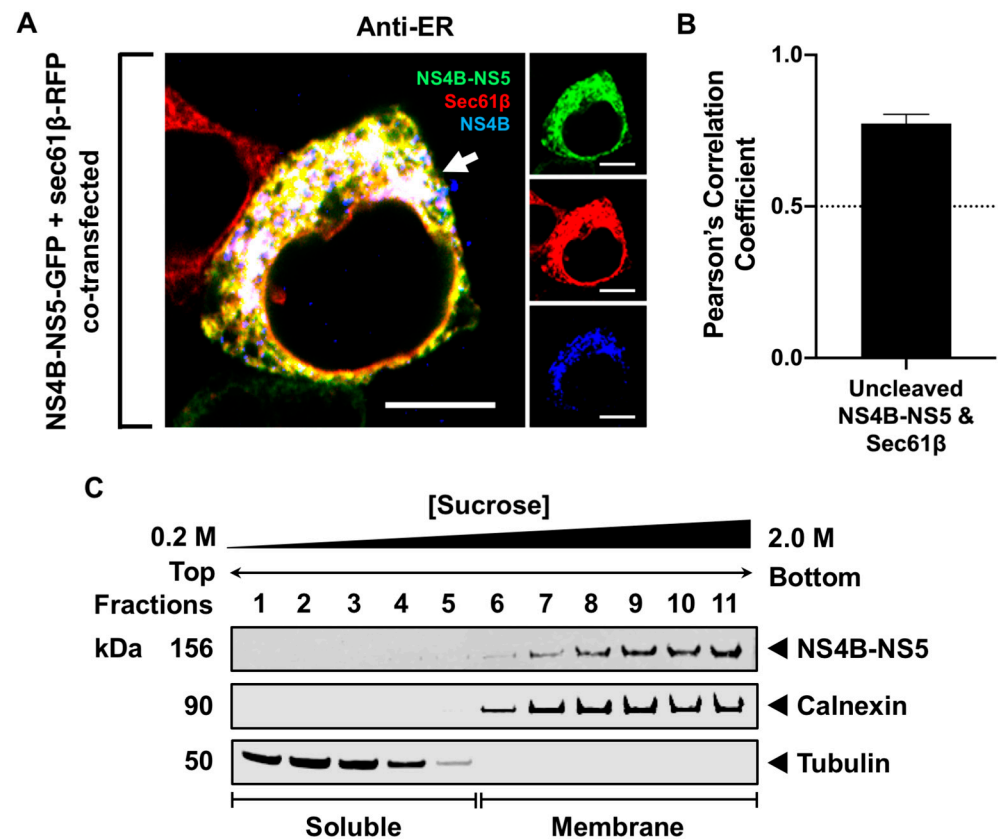 A
Anti-ER
NS4B-NS5-GFP + sec61β-RFP
co-transfected
NS4B-NS5
Sec61β
NS4B
B
Pearson's Correlation
Coefficient
1.0
0.5
0.0
Uncleaved
NS4B-NS5 &
Sec61β
C
[Sucrose]
0.2 M
2.0 M
Top
Bottom
Fractions 1 2 3 4 5 6 7 8 9 10 11
kDa 156 NS4B-NS5
90 Calnexin
50 Tubulin
Soluble Membrane